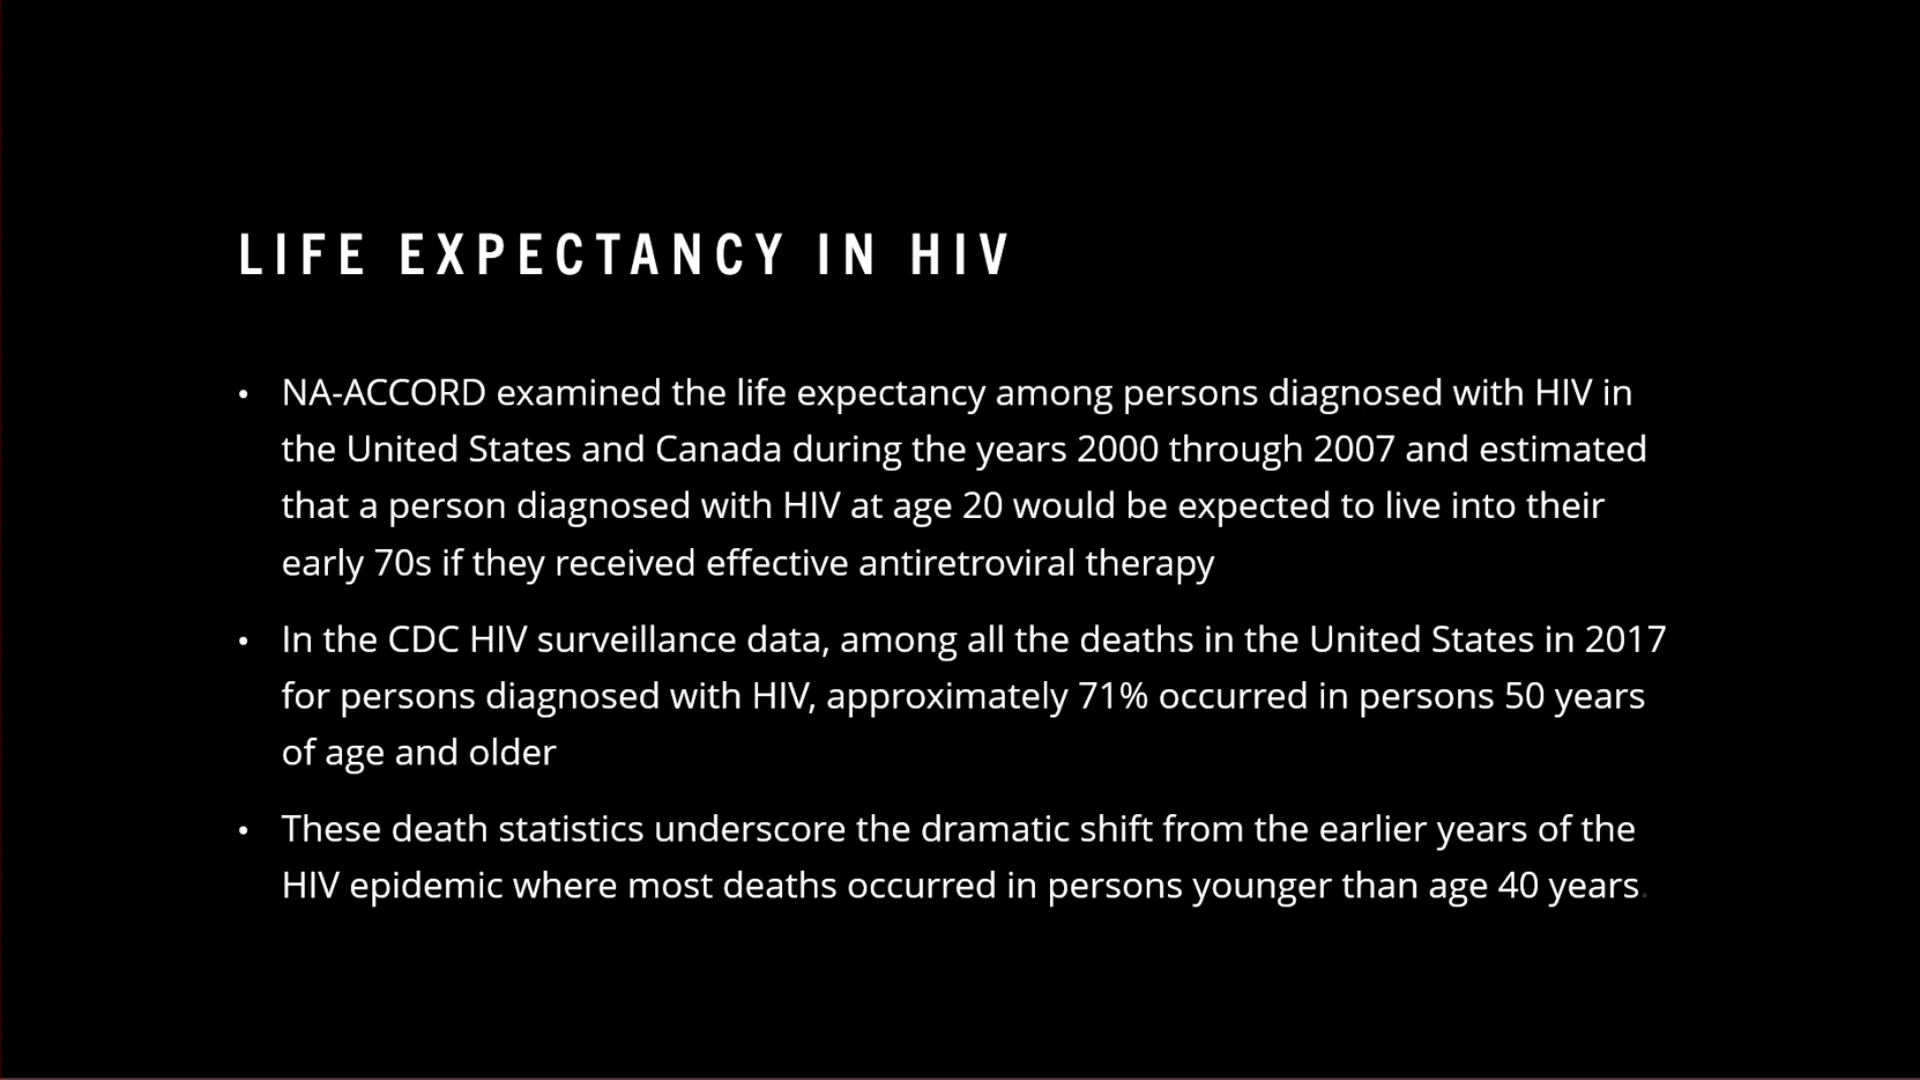 LIFE EXPECTANCY IN HIV
• NA-ACCORD examined the life expectancy among persons diagnosed with HIV in
the United States and Canada during the years 2000 through 2007 and estimated
that a person diagnosed with HIV at age 20 would be expected to live into their
early 70s if they received effective antiretroviral therapy
• In the CDC HIV surveillance data, among all the deaths in the United States in 2017
for persons diagnosed with HIV, approximately 71% occurred in persons 50 years
of age and older
• These death statistics underscore the dramatic shift from the earlier years of the
HIV epidemic where most deaths occurred in persons younger than age 40 years.